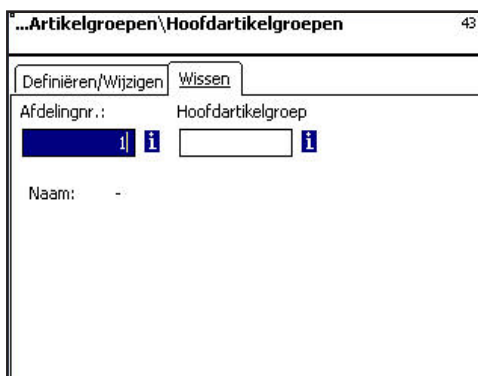 ...Artikelgroepen\Hoofdartikelgroepen 43
Definiëren/Wijzigen Wissen
Afdelingnr.: Hoofdartikelgroep
1 i i
Naam: -